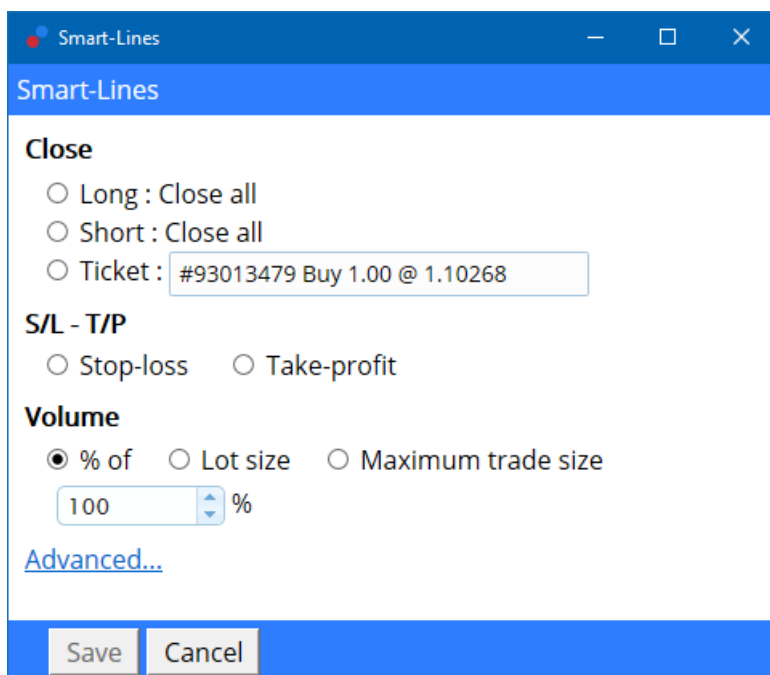 Smart-Lines
Smart-Lines
Close
Long : Close all
Short : Close all
Ticket : #93013479 Buy 1.00 @ 1.10268
S/L - T/P
Stop-loss Take-profit
Volume
% of Lot size Maximum trade size
100 %
Advanced...
Save Cancel